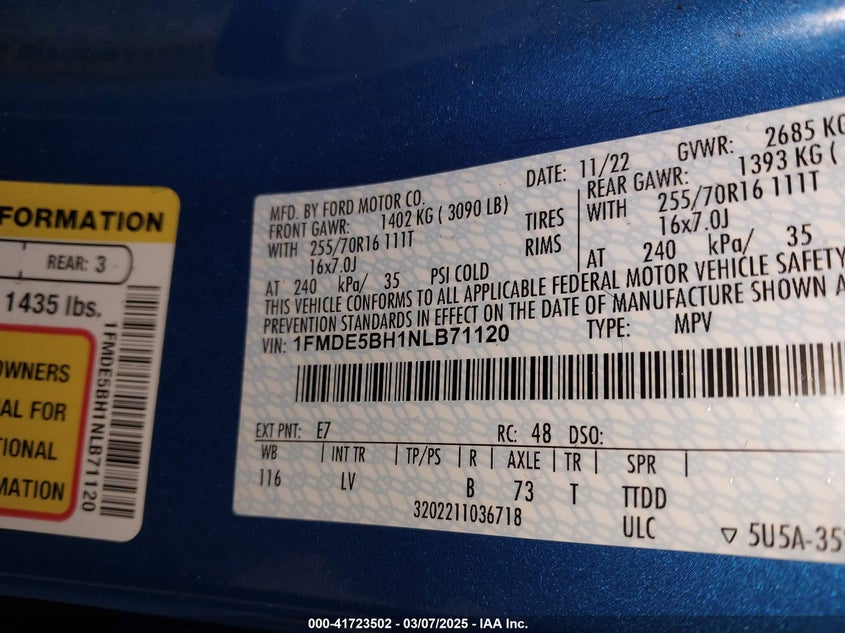 FORMATION
REAR: 3
1435 lbs.
OWNERS
AL FOR
TIONAL
MATION
1FMDE5BH1NLB71120
MFD. BY FORD MOTOR CO.
DATE: 11/22
GVWR: 2685 KG
FRONT GAWR: 1402 KG ( 3090 LB)
REAR GAWR: 1393 KG (
WITH 255/70R16 111T TIRES WITH 255/70R16 111T
16x7.0J RIMS 16x7.0J
AT 240 kPa/ 35 PSI COLD AT 240 kPa/ 35
THIS VEHICLE CONFORMS TO ALL APPLICABLE FEDERAL MOTOR VEHICLE SAFETY
PREVENTION STANDARDS IN EFFECT ON THE DATE OF MANUFACTURE SHOWN A
VIN: 1FMDE5BH1NLB71120 TYPE: MPV
EXT PNT: E7 RC: 48 DSO:
WB | INT TR | TP/PS | R | AXLE | TR | SPR |
116 LV B 73 T TTDD
3202211036718 ULC ▽ 5U5A-35
000-41723502 - 03/07/2025 - IAA Inc.